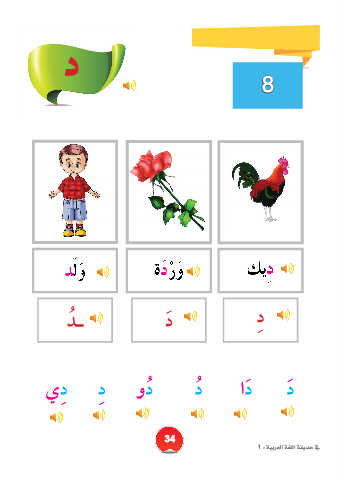 د
8
دِيك وَرْدَة وَلَد
دِ دَ ـدُ
دَ دَا دُ دُو دِ دِي
34
في حديقة اللغة العربية - ١